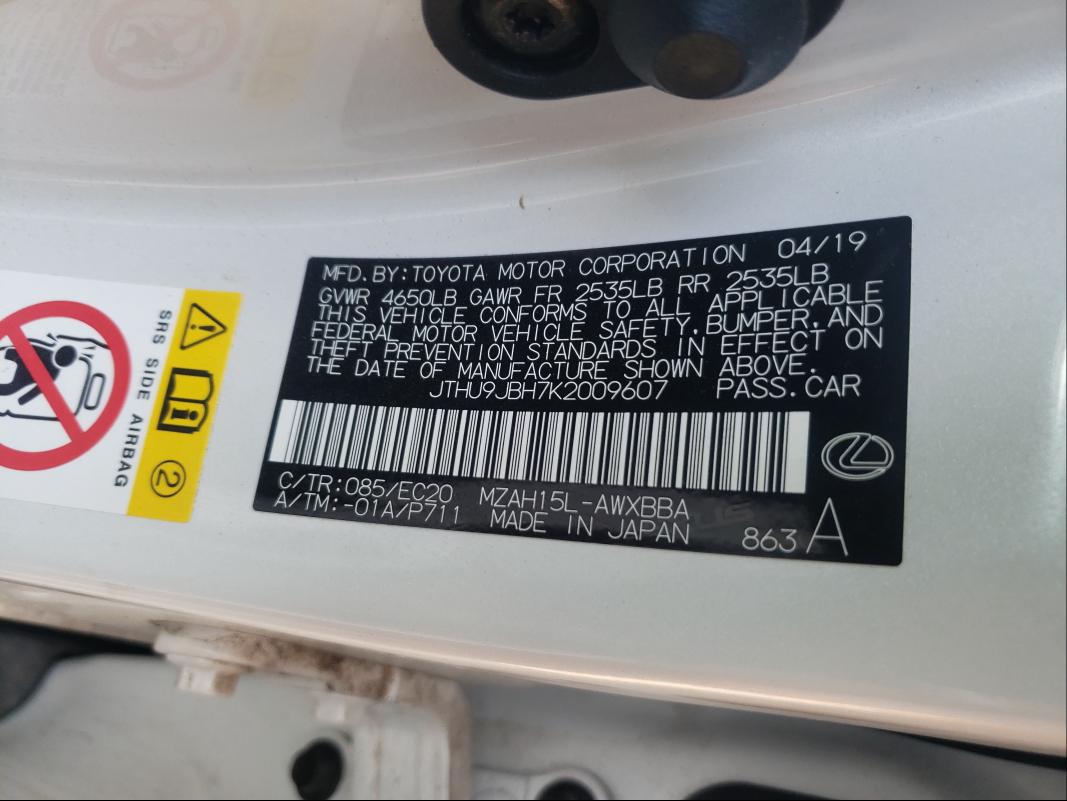 MFD.BY:TOYOTA MOTOR CORPORATION 04/19
GVWR 4650LB GAWR FR 2535LB RR 2535LB
THIS VEHICLE CONFORMS TO ALL APPLICABLE
FEDERAL MOTOR VEHICLE SAFETY,BUMPER,AND
THEFT PREVENTION STANDARDS IN EFFECT ON
THE DATE OF MANUFACTURE SHOWN ABOVE.
JTHU9JBH7K2009607 PASS.CAR
C/TR:085/EC20 MZAH15L-AWXBBA
A/TM:-01A/P711 MADE IN JAPAN 863 A
SRS SIDE AIRBAG
2